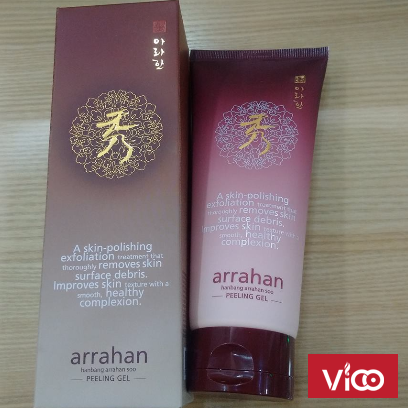 아라한
秀
A skin-polishing
exfoliation treatment that
thoroughly removes skin
surface debris.
Improves skin texture with a
smooth, healthy
complexion.
arrahan
hanbang arrahan soo
PEELING GEL
아라한
秀
A skin-polishing
exfoliation treatment that
thoroughly removes skin
surface debris.
Improves skin texture with a
smooth, healthy
complexion.
arrahan
hanbang arrahan soo
PEELING GEL
Vico